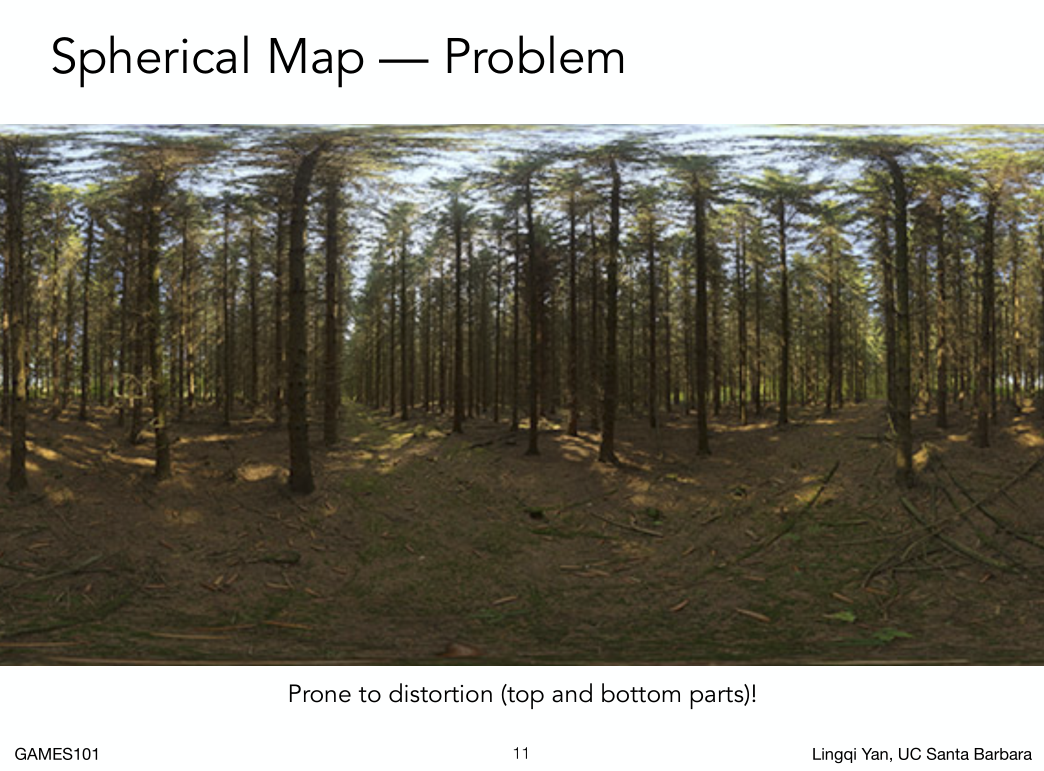 Spherical Map — Problem
Prone to distortion (top and bottom parts)!
GAMES101
11
Lingqi Yan, UC Santa Barbara